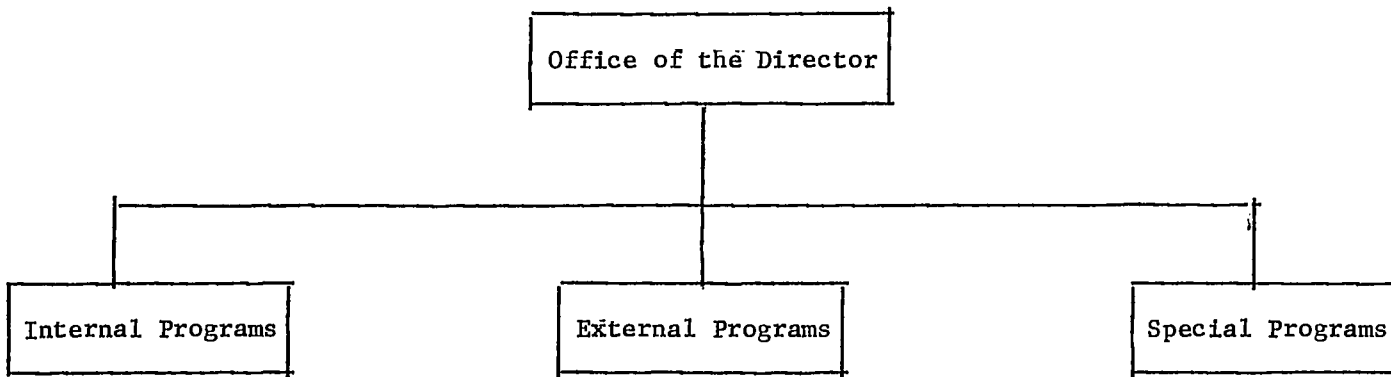 Office of the Director
Internal Programs
External Programs
Special Programs